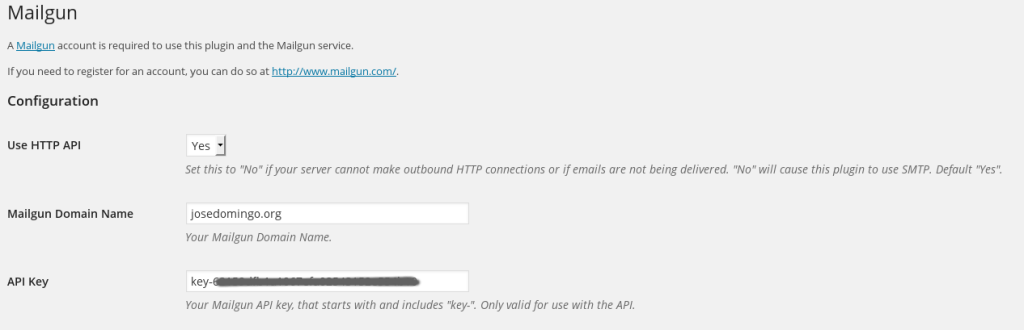 Mailgun
A Mailgun account is required to use this plugin and the Mailgun service.
If you need to register for an account, you can do so at http://www.mailgun.com/.
Configuration
Use HTTP API
Yes
Set this to "No" if your server cannot make outbound HTTP connections or if emails are not being delivered. "No" will cause this plugin to use SMTP. Default "Yes".
Mailgun Domain Name
josedomingo.org
Your Mailgun Domain Name.
API Key
key-
Your Mailgun API key, that starts with and includes "key-". Only valid for use with the API.